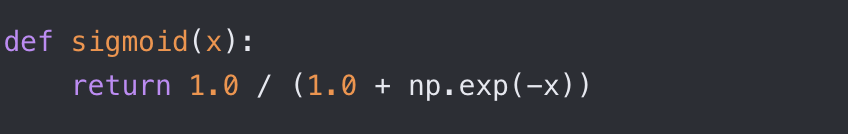 def sigmoid(x):
    return 1.0 / (1.0 + np.exp(-x))